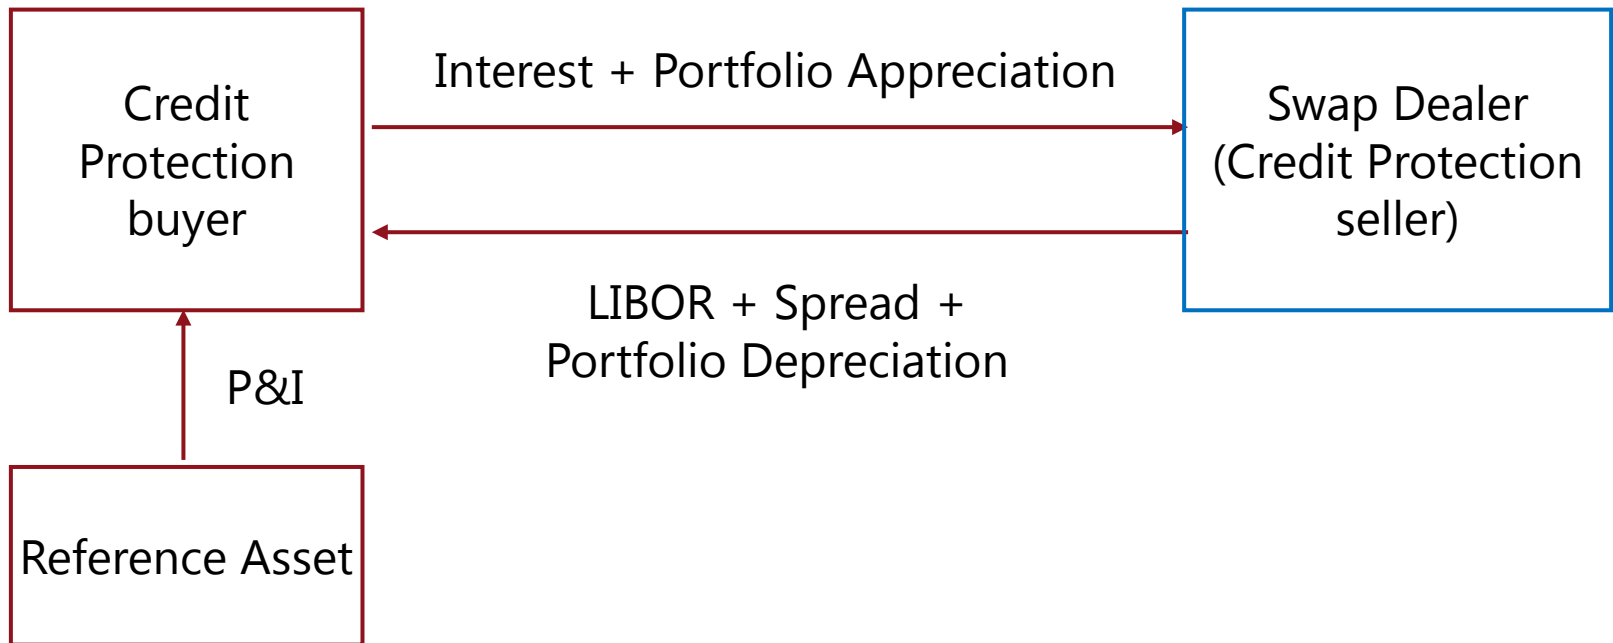 Credit
Protection
buyer
Interest + Portfolio Appreciation
Swap Dealer
(Credit Protection
seller)
LIBOR + Spread +
Portfolio Depreciation
P&I
Reference Asset